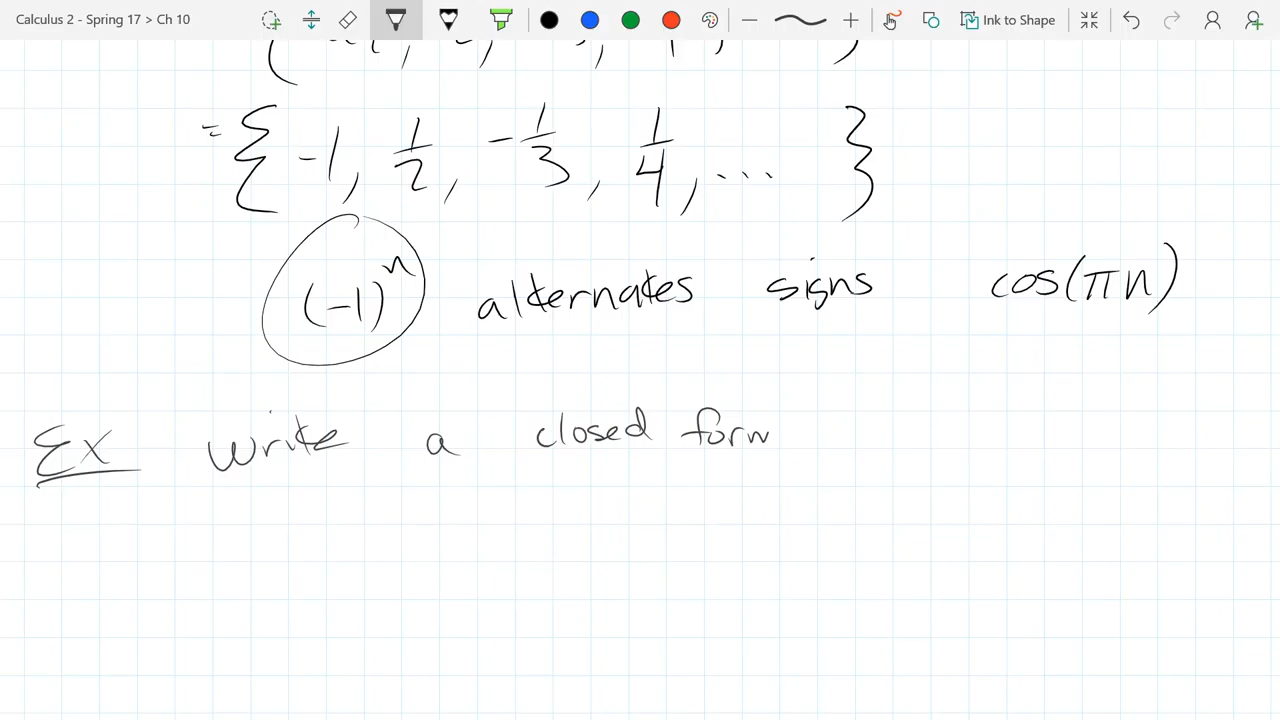 Calculus 2 - Spring 17 > Ch 10 Ink to Shape
= { -1, 1/2, -1/3, 1/4, ... }
(-1)^n alternates signs cos(πn)
Ex Write a closed form